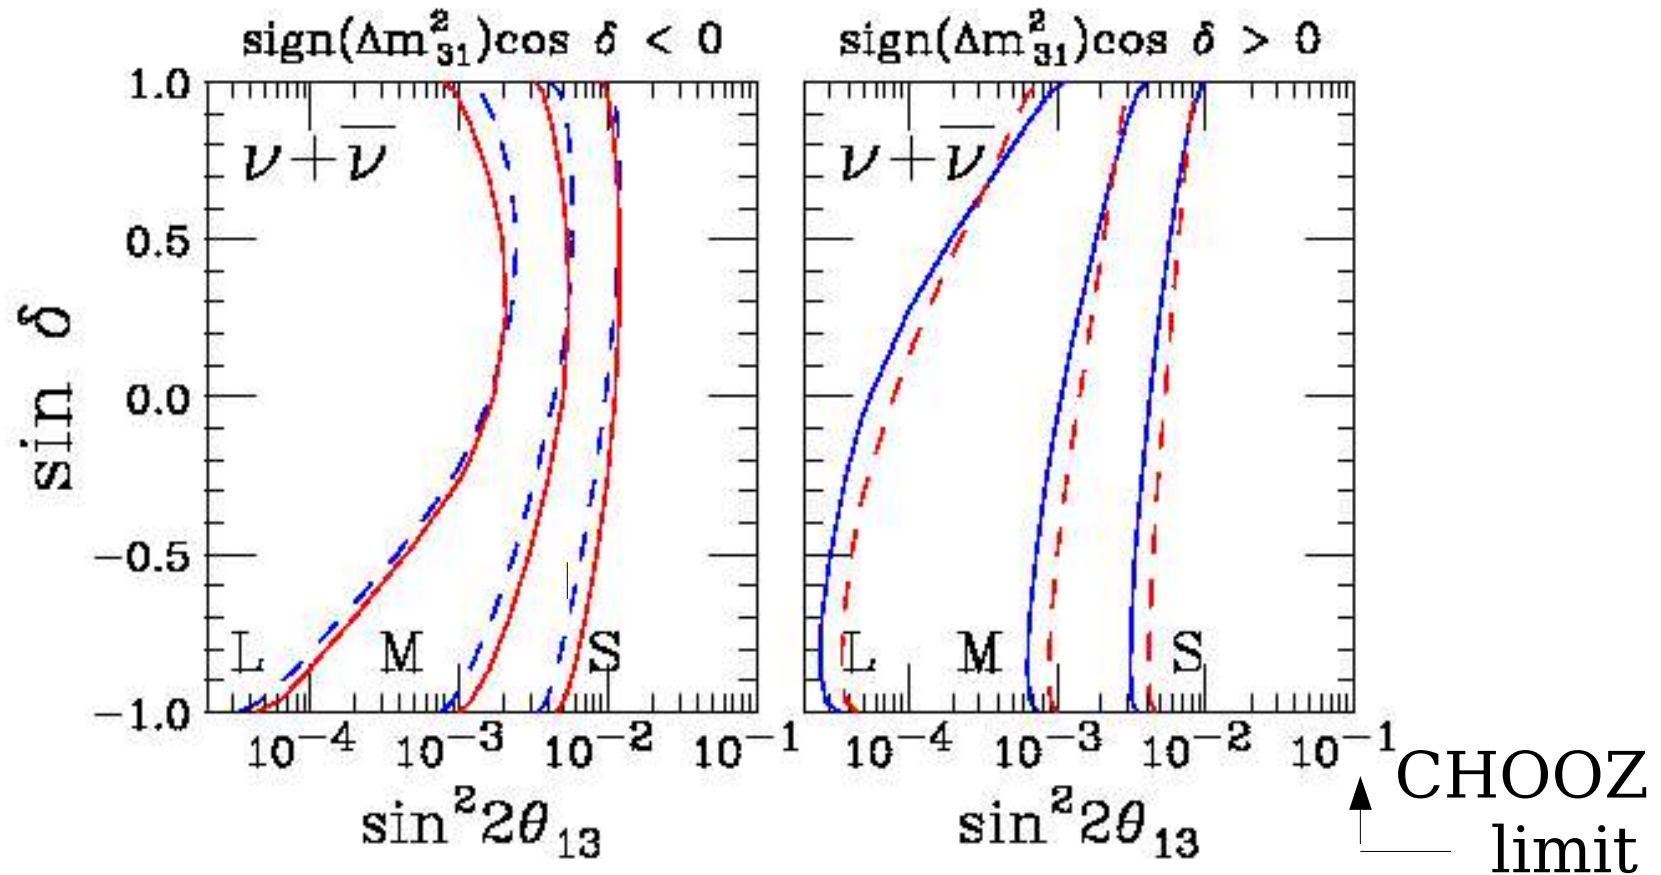 sign(Δm²₃₁)cos δ < 0
sign(Δm²₃₁)cos δ > 0
1.0
0.5
0.0
−0.5
−1.0
sin δ
ν+ν̅
L M S
ν+ν̅
L M S
10⁻⁴ 10⁻³ 10⁻² 10⁻¹
10⁻⁴ 10⁻³ 10⁻² 10⁻¹
sin²2θ₁₃
sin²2θ₁₃
CHOOZ
limit